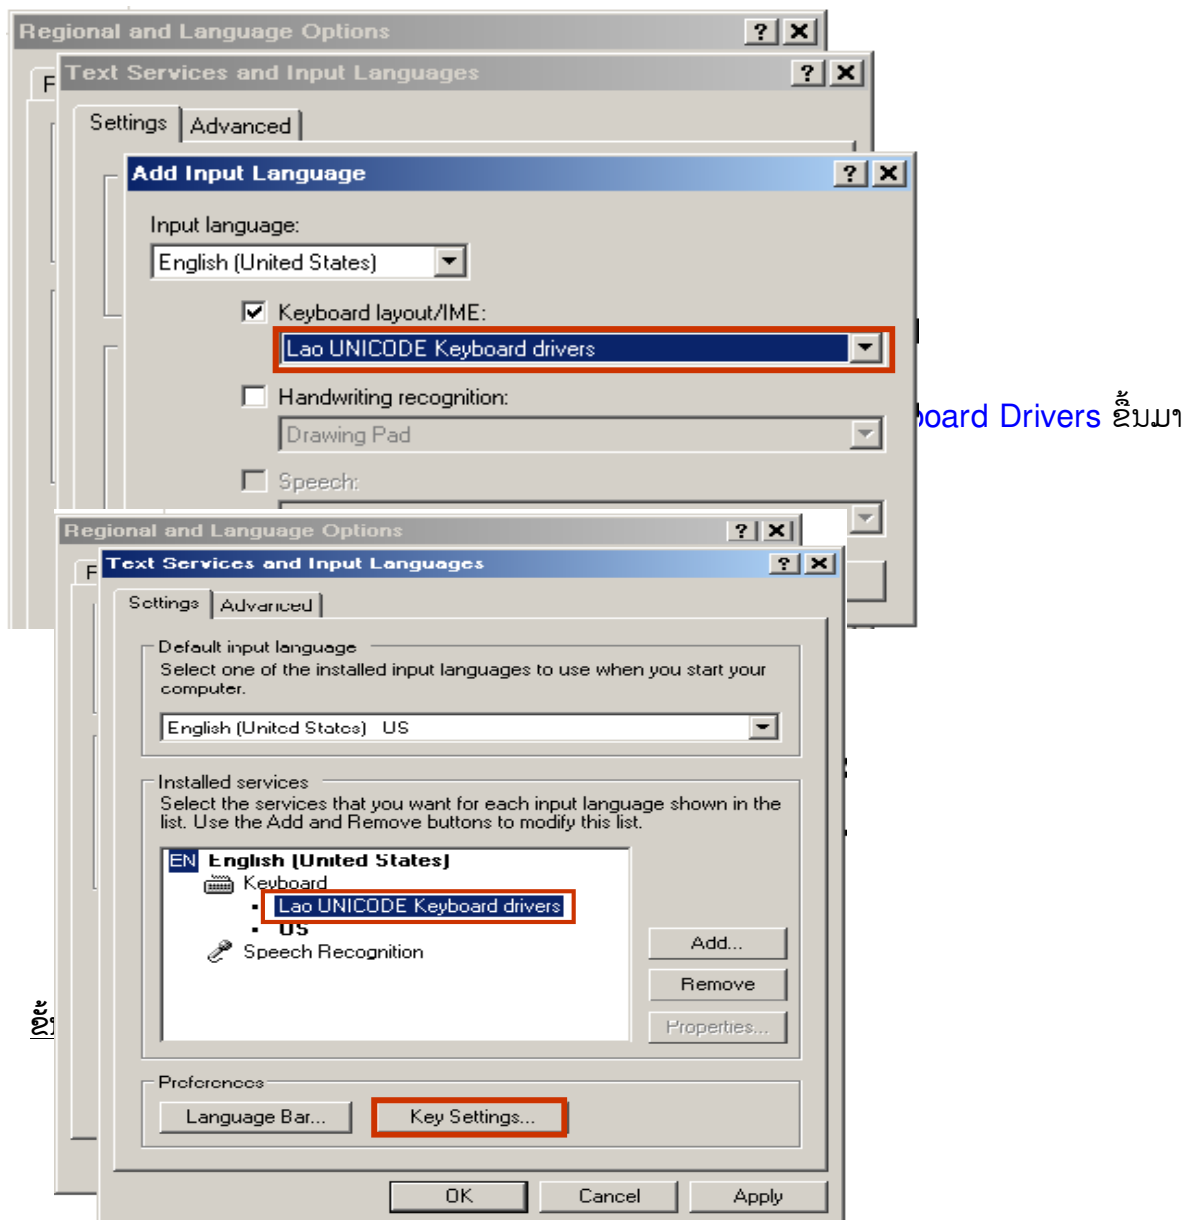 Regional and Language Options
Text Services and Input Languages
Settings Advanced
Add Input Language
Input language:
English (United States)
Keyboard layout/IME:
Lao UNICODE Keyboard drivers
Handwriting recognition:
Drawing Pad
Drivers ຂຶ້ນມາ
Speech:
Regional and Language Options
Text Services and Input Languages
Settings Advanced
Default input language
Select one of the installed input languages to use when you start your
computer.
English (United States) US
Installed services
Select the services that you want for each input language shown in the
list. Use the Add and Remove buttons to modify this list.
EN English (United States)
Keyboard
Lao UNICODE Keyboard drivers
US
Speech Recognition
Add...
Remove
Properties...
Preferences
Language Bar... Key Settings...
OK Cancel Apply